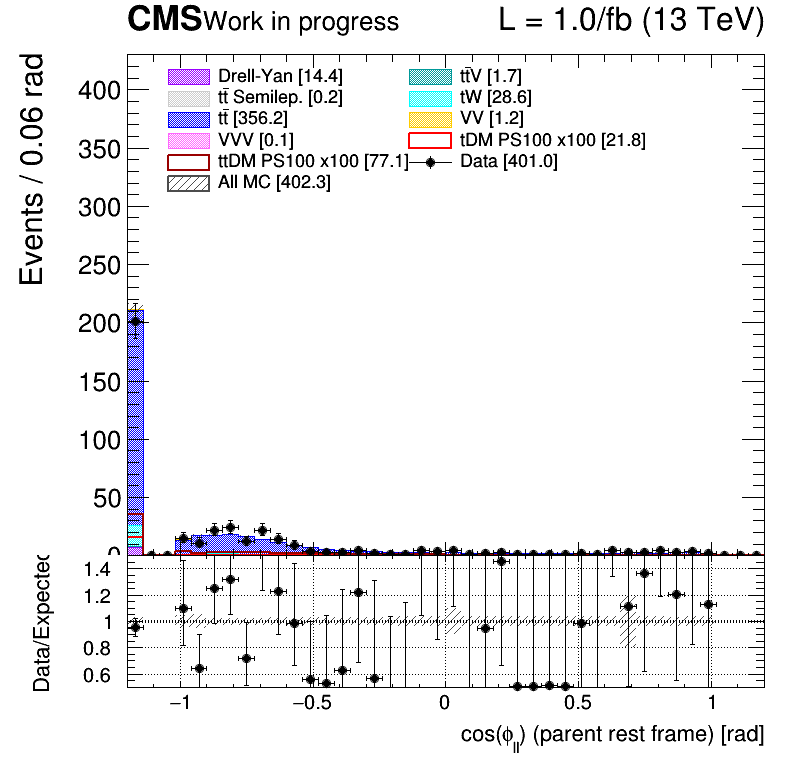 CMS Work in progress L = 1.0/fb (13 TeV)
Events / 0.06 rad
400
350
300
250
200
150
100
50
0
Drell-Yan [14.4] tt̄V [1.7]
tt̄ Semilep. [0.2] tW [28.6]
tt̄ [356.2] VV [1.2]
VVV [0.1] tDM PS100 x100 [21.8]
ttDM PS100 x100 [77.1] Data [401.0]
All MC [402.3]
Data/Expected
1.4
1.2
1
0.8
0.6
−1 −0.5 0 0.5 1
cos(ϕ_ll) (parent rest frame) [rad]